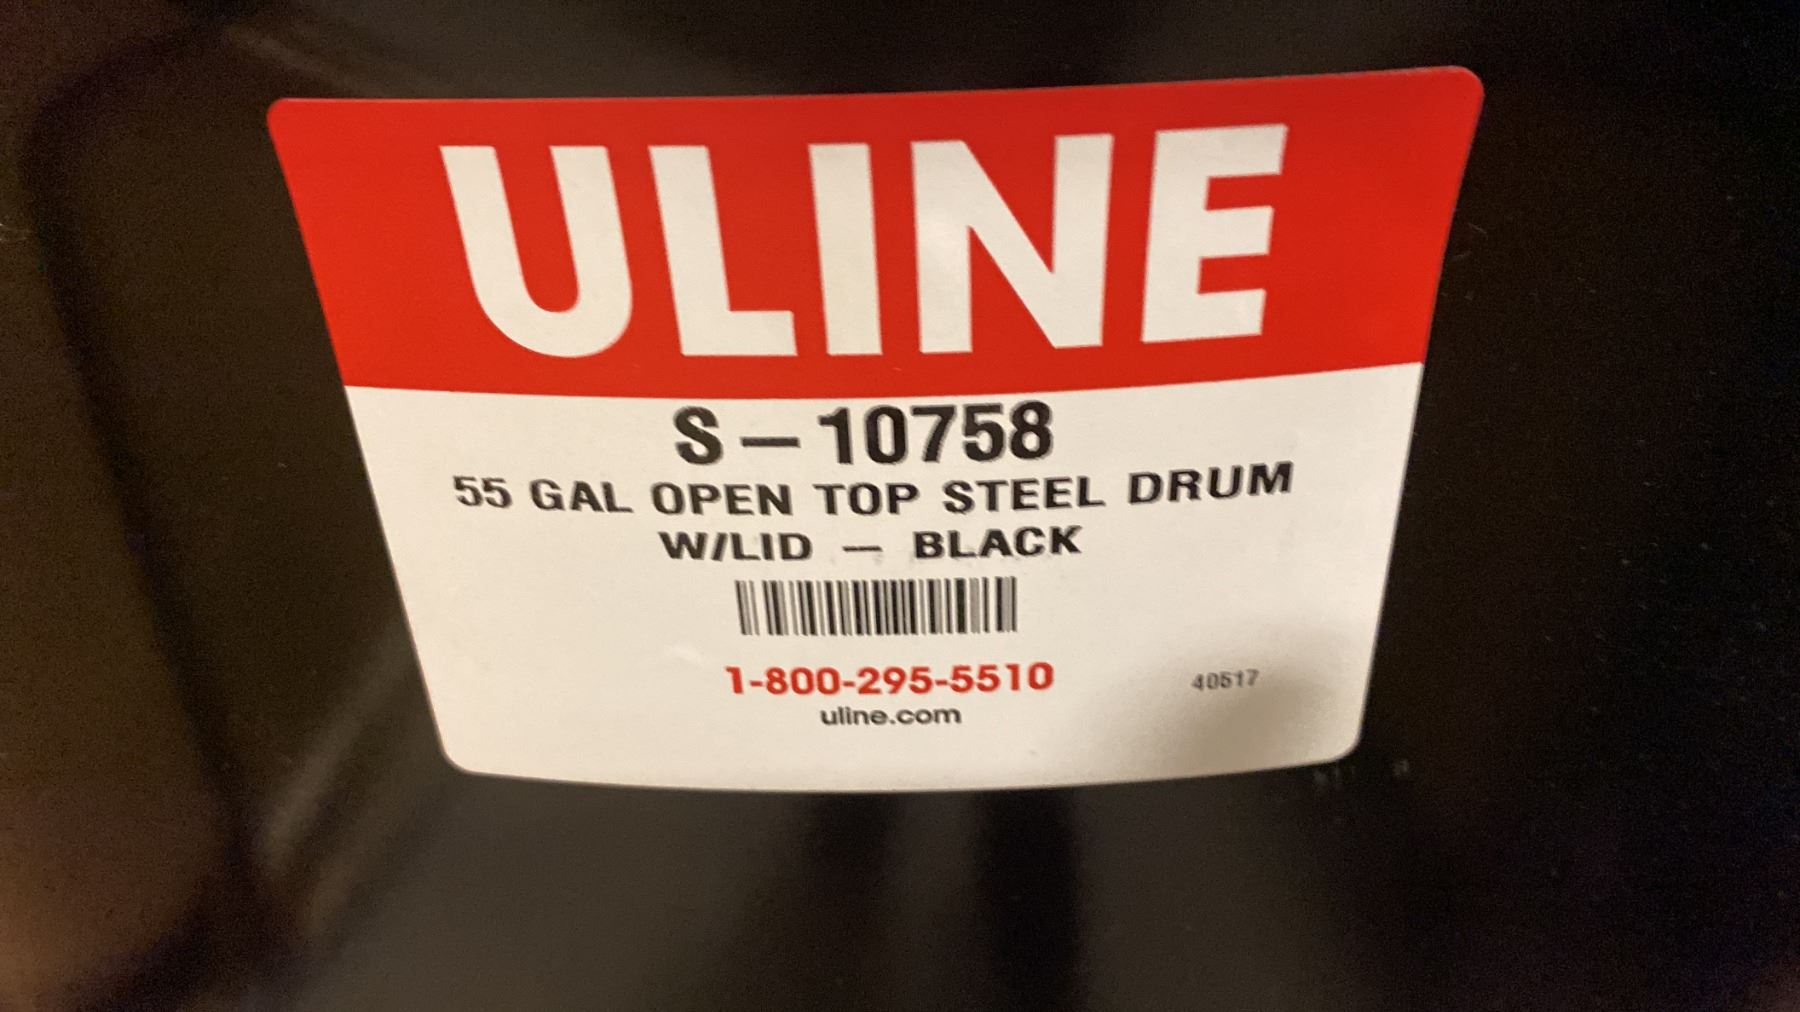 ULINE
S-10758
55 GAL OPEN TOP STEEL DRUM
W/LID - BLACK
1-800-295-5510
40517
uline.com